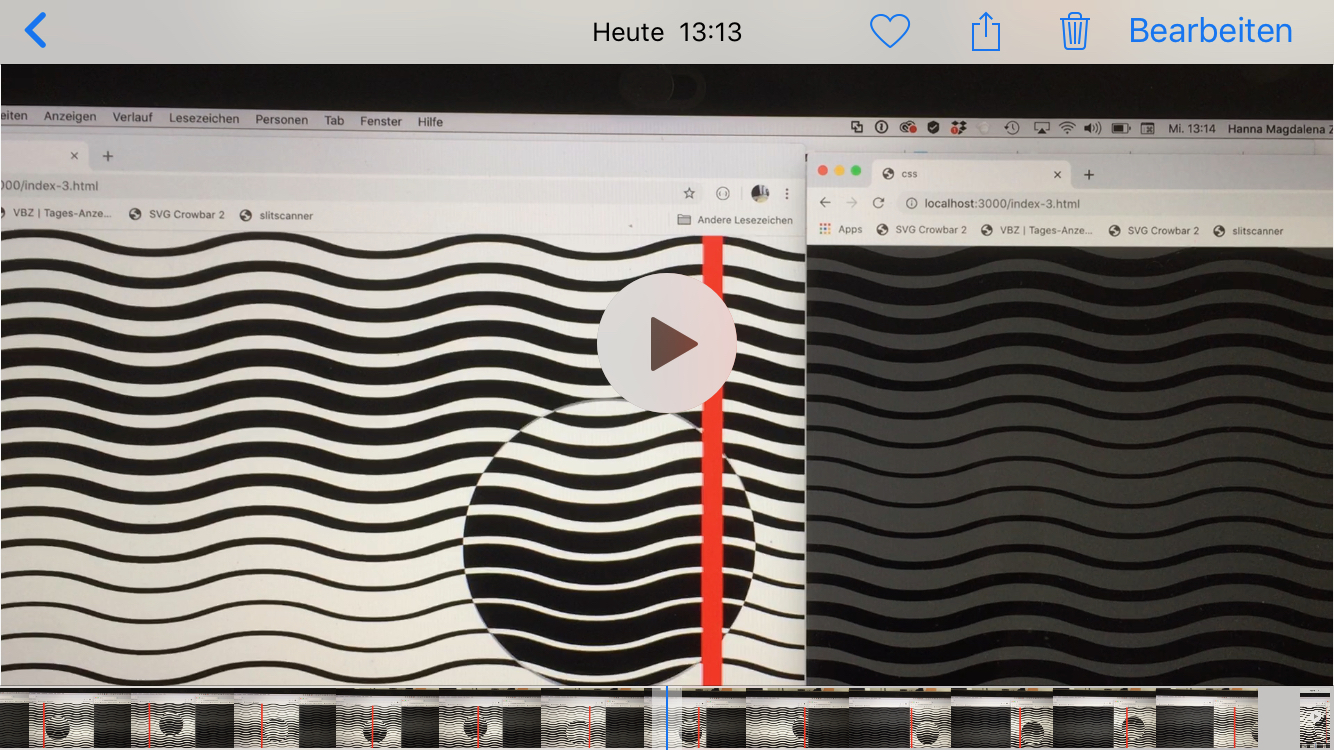 Heute 13:13
Bearbeiten
eiten Anzeigen Verlauf Lesezeichen Personen Tab Fenster Hilfe
Mi. 13:14 Hanna Magdalena
000/index-3.html
VBZ | Tages-Anze... SVG Crowbar 2 slitscanner
Andere Lesezeichen
css
localhost:3000/index-3.html
Apps SVG Crowbar 2 VBZ | Tages-Anze... SVG Crowbar 2 slitscanner